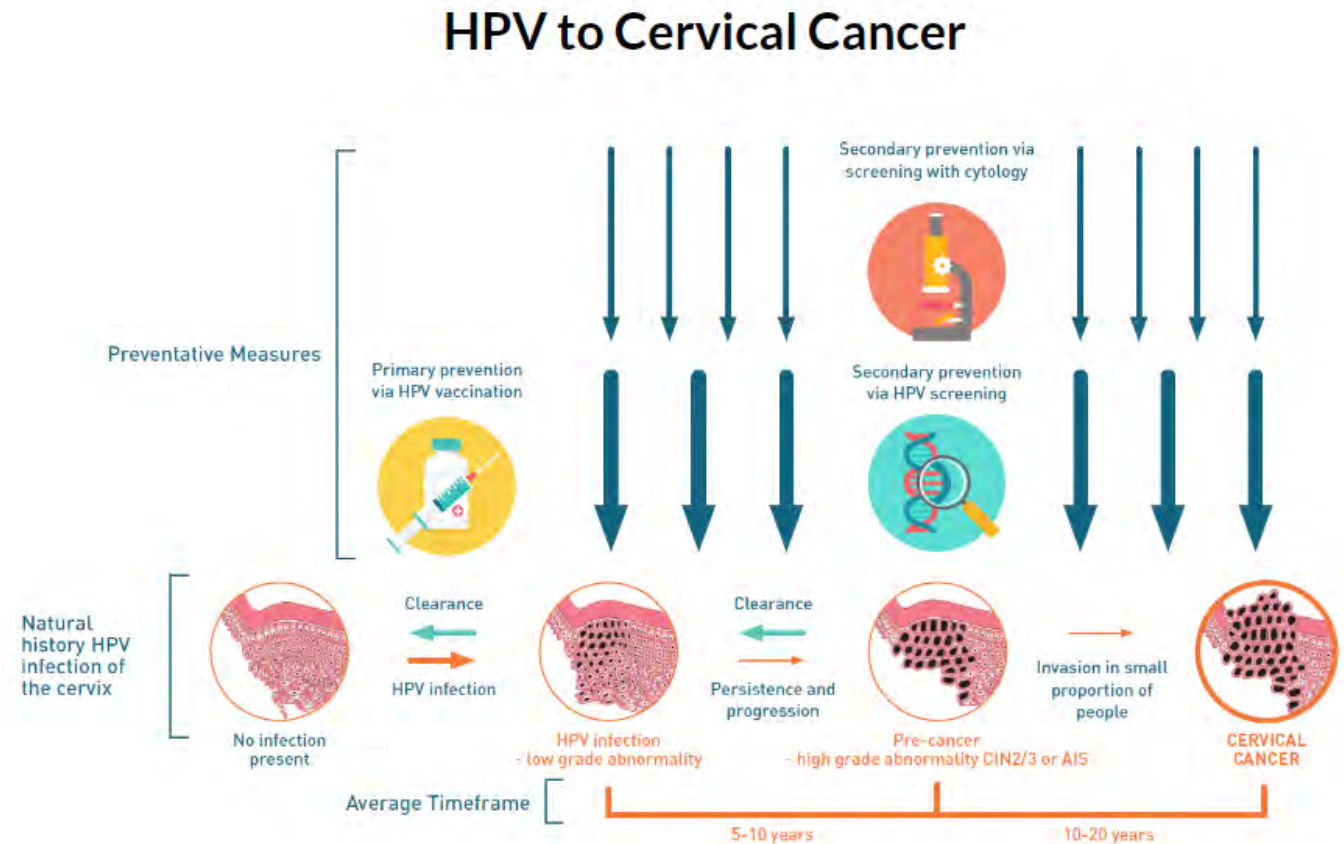 HPV to Cervical Cancer
Secondary prevention via
screening with cytology
Preventative Measures
Primary prevention
via HPV vaccination
Secondary prevention
via HPV screening
Natural
history HPV
infection of
the cervix
Clearance
HPV infection
Clearance
Persistence and
progression
Invasion in small
proportion of
people
No infection
present
HPV infection
- low grade abnormality
Pre-cancer
- high grade abnormality CIN2/3 or AIS
CERVICAL
CANCER
Average Timeframe
5-10 years
10-20 years